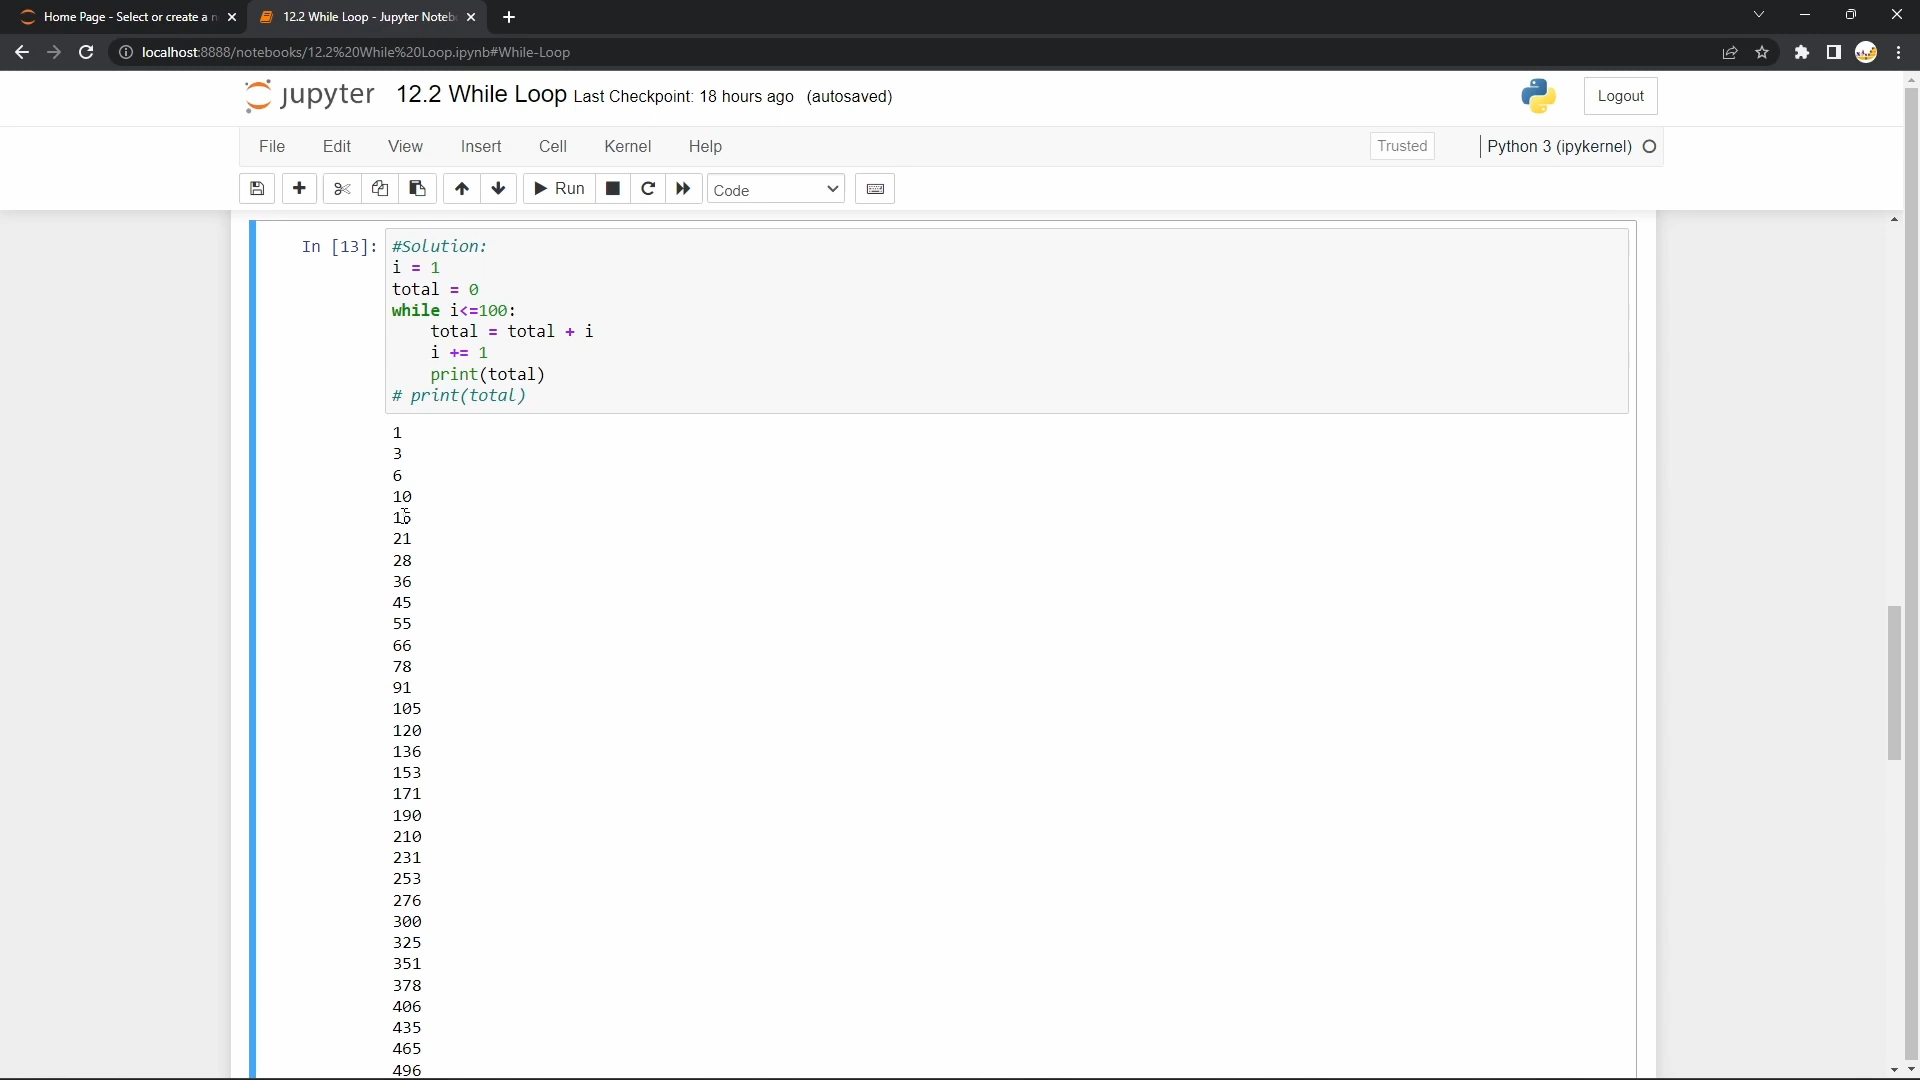 Home Page - Select or create a n
12.2 While Loop - Jupyter Noteb
localhost:8888/notebooks/12.2%20While%20Loop.ipynb#While-Loop
jupyter 12.2 While Loop Last Checkpoint: 18 hours ago (autosaved)
Logout
File Edit View Insert Cell Kernel Help
Trusted
Python 3 (ipykernel)
Run
Code
In [13]: #Solution:
i = 1
total = 0
while i<=100:
    total = total + i
    i += 1
    print(total)
# print(total)
1
3
6
10
15
21
28
36
45
55
66
78
91
105
120
136
153
171
190
210
231
253
276
300
325
351
378
406
435
465
496